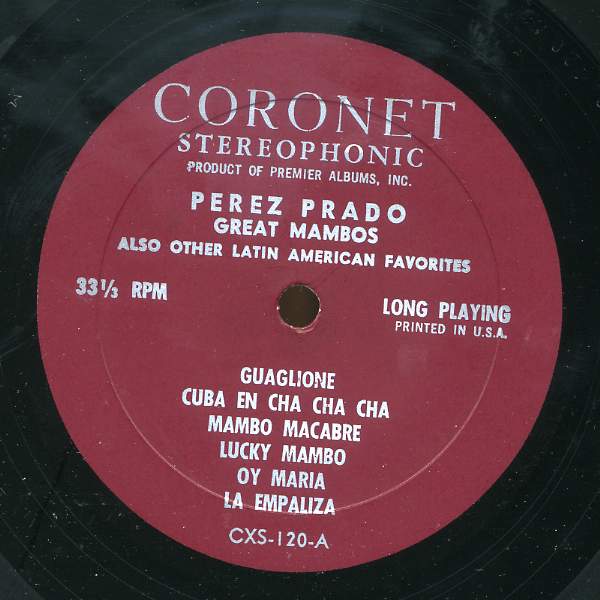 CORONET
STEREOPHONIC
PRODUCT OF PREMIER ALBUMS, INC.
PEREZ PRADO
GREAT MAMBOS
ALSO OTHER LATIN AMERICAN FAVORITES
33⅓ RPM
LONG PLAYING
PRINTED IN U.S.A.
GUAGLIONE
CUBA EN CHA CHA CHA
MAMBO MACABRE
LUCKY MAMBO
OY MARIA
LA EMPALIZA
CXS-120-A